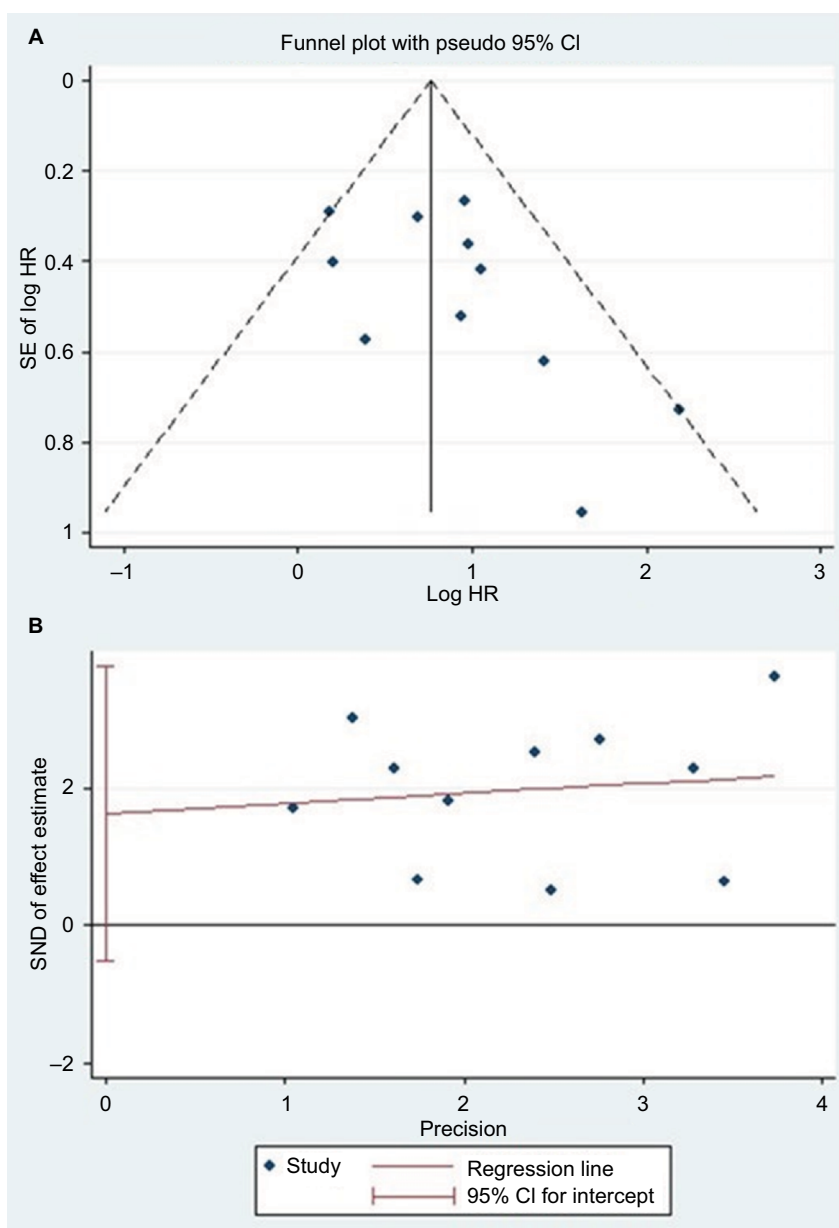 A
Funnel plot with pseudo 95% CI
0
0.2
0.4
0.6
0.8
1
SE of log HR
–1
0
1
2
3
Log HR
B
2
0
–2
SND of effect estimate
0
1
2
3
4
Precision
Study
Regression line
95% CI for intercept